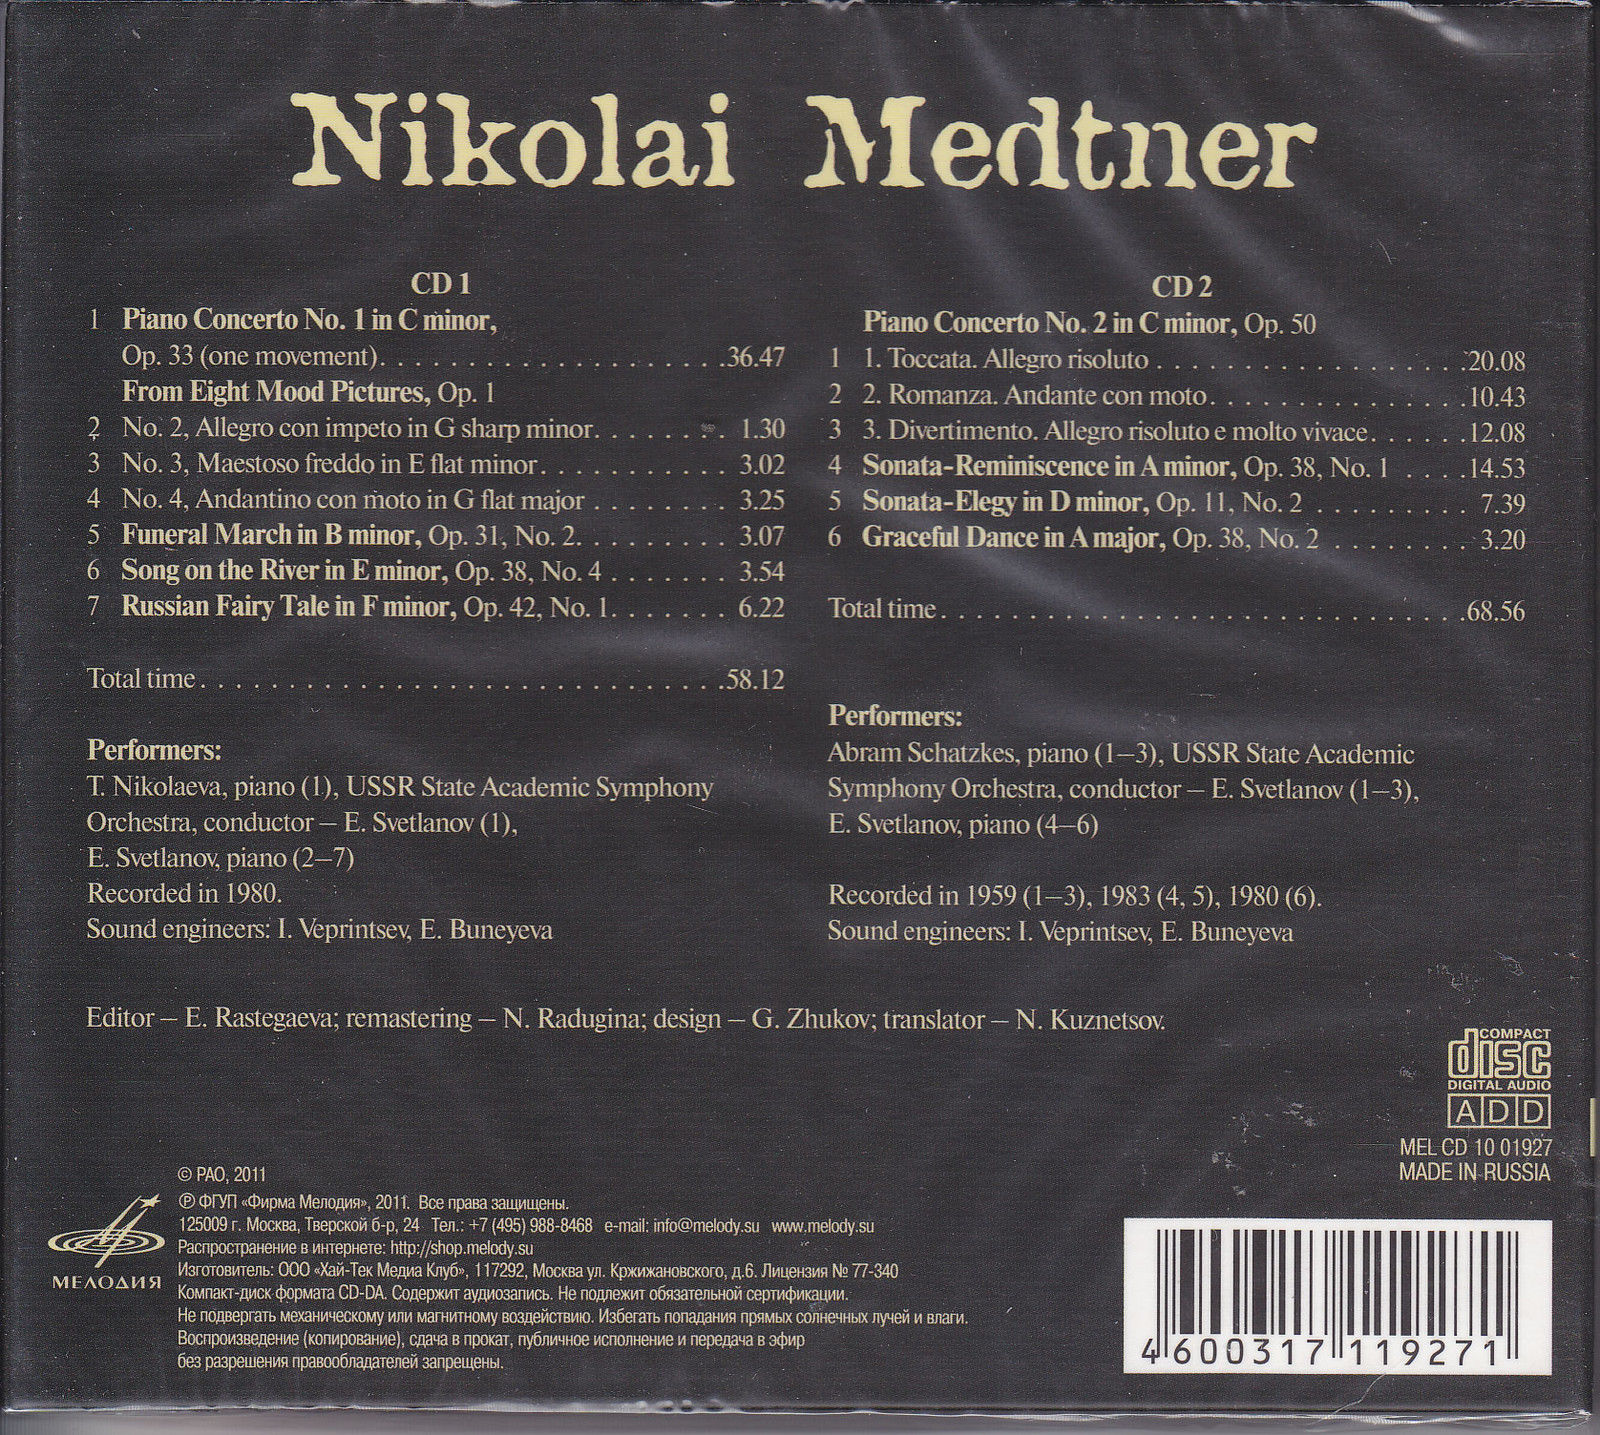 Nikolai Medtner
CD 1
1 Piano Concerto No. 1 in C minor,
Op. 33 (one movement). . . . . . . . . . . . . . . . . . . .36.47
From Eight Mood Pictures, Op. 1
2 No. 2, Allegro con impeto in G sharp minor. . . . . . . . 1.30
3 No. 3, Maestoso freddo in E flat minor. . . . . . . . . . . 3.02
4 No. 4, Andantino con moto in G flat major . . . . . . . . 3.25
5 Funeral March in B minor, Op. 31, No. 2. . . . . . . . . 3.07
6 Song on the River in E minor, Op. 38, No. 4 . . . . . . . 3.54
7 Russian Fairy Tale in F minor, Op. 42, No. 1. . . . . . . 6.22
Total time . . . . . . . . . . . . . . . . . . . . . . . . . . . . . .58.12
Performers:
T. Nikolaeva, piano (1), USSR State Academic Symphony
Orchestra, conductor – E. Svetlanov (1),
E. Svetlanov, piano (2–7)
Recorded in 1980.
Sound engineers: I. Veprintsev, E. Buneyeva
CD 2
Piano Concerto No. 2 in C minor, Op. 50
1 1. Toccata. Allegro risoluto . . . . . . . . . . . . . . . . . .20.08
2 2. Romanza. Andante con moto. . . . . . . . . . . . . . .10.43
3 3. Divertimento. Allegro risoluto e molto vivace. . . . . .12.08
4 Sonata-Reminiscence in A minor, Op. 38, No. 1 . . . .14.53
5 Sonata-Elegy in D minor, Op. 11, No. 2 . . . . . . . . . 7.39
6 Graceful Dance in A major, Op. 38, No. 2 . . . . . . . . 3.20
Total time . . . . . . . . . . . . . . . . . . . . . . . . . . . . . .68.56
Performers:
Abram Schatzkes, piano (1–3), USSR State Academic
Symphony Orchestra, conductor – E. Svetlanov (1–3),
E. Svetlanov, piano (4–6)
Recorded in 1959 (1–3), 1983 (4, 5), 1980 (6).
Sound engineers: I. Veprintsev, E. Buneyeva
Editor – E. Rastegaeva; remastering – N. Radugina; design – G. Zhukov; translator – N. Kuznetsov.
COMPACT
disc
DIGITAL AUDIO
ADD
MEL CD 10 01927
MADE IN RUSSIA
МЕЛОДИЯ
© РАО, 2011
℗ ФГУП «Фирма Мелодия», 2011. Все права защищены.
125009 г. Москва, Тверской б-р, 24 Тел.: +7 (495) 988-8468 e-mail: info@melody.su www.melody.su
Распространение в интернете: http://shop.melody.su
Изготовитель: ООО «Хай-Тек Медиа Клуб», 117292, Москва ул. Кржижановского, д.6. Лицензия № 77-340
Компакт-диск формата CD-DA. Содержит аудиозапись. Не подлежит обязательной сертификации.
Не подвергать механическому или магнитному воздействию. Избегать попадания прямых солнечных лучей и влаги.
Воспроизведение (копирование), сдача в прокат, публичное исполнение и передача в эфир
без разрешения правообладателей запрещены.
4 600317 119271